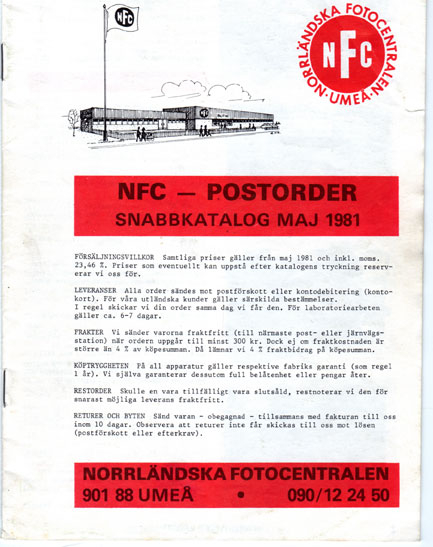 NFC
NORRLÄNDSKA FOTOCENTRALEN · UMEÅ ·
NFC
NFC — POSTORDER
SNABBKATALOG MAJ 1981
FÖRSÄLJNINGSVILLKOR Samtliga priser gäller från maj 1981 och inkl. moms.
23,46 %. Priser som eventuellt kan uppstå efter katalogens tryckning reserv-
erar vi oss för.
LEVERANSER Alla order sändes mot postförskott eller kontodebitering (konto-
kort). För våra utländska kunder gäller särskilda bestämmelser.
I regel skickar vi din order samma dag vi får den. För laboratoriearbeten
gäller ca. 6-7 dagar.
FRAKTER Vi sänder varorna fraktfritt (till närmaste post- eller järnvägs-
station) när ordern uppgår till minst 300 kr. Dock ej om fraktkostnaden är
större än 4 % av köpesumman. Då lämnar vi 4 % fraktbidrag på köpesumman.
KÖPTRYGGHETEN På all apparatur gäller respektive fabriks garanti (som regel
1 år). Vi själva garanterar dessutom full belåtenhet eller pengar åter.
RESTORDER Skulle en vara tillfälligt vara slutsåld, restnoterar vi den för
snarast möjliga leverans fraktfritt.
RETURER OCH BYTEN Sänd varan - obegagnad - tillsammans med fakturan till oss
inom 10 dagar. Observera att returer inte får skickas till oss mot lösen
(postförskott eller efterkrav).
NORRLÄNDSKA FOTOCENTRALEN
901 88 UMEÅ • 090/12 24 50